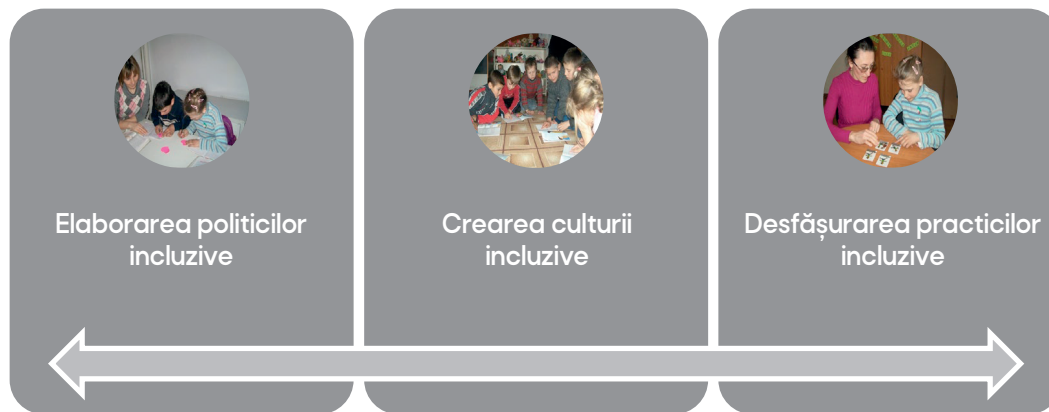 Elaborarea politicilor
incluzive
Crearea culturii
incluzive
Desfășurarea practicilor
incluzive